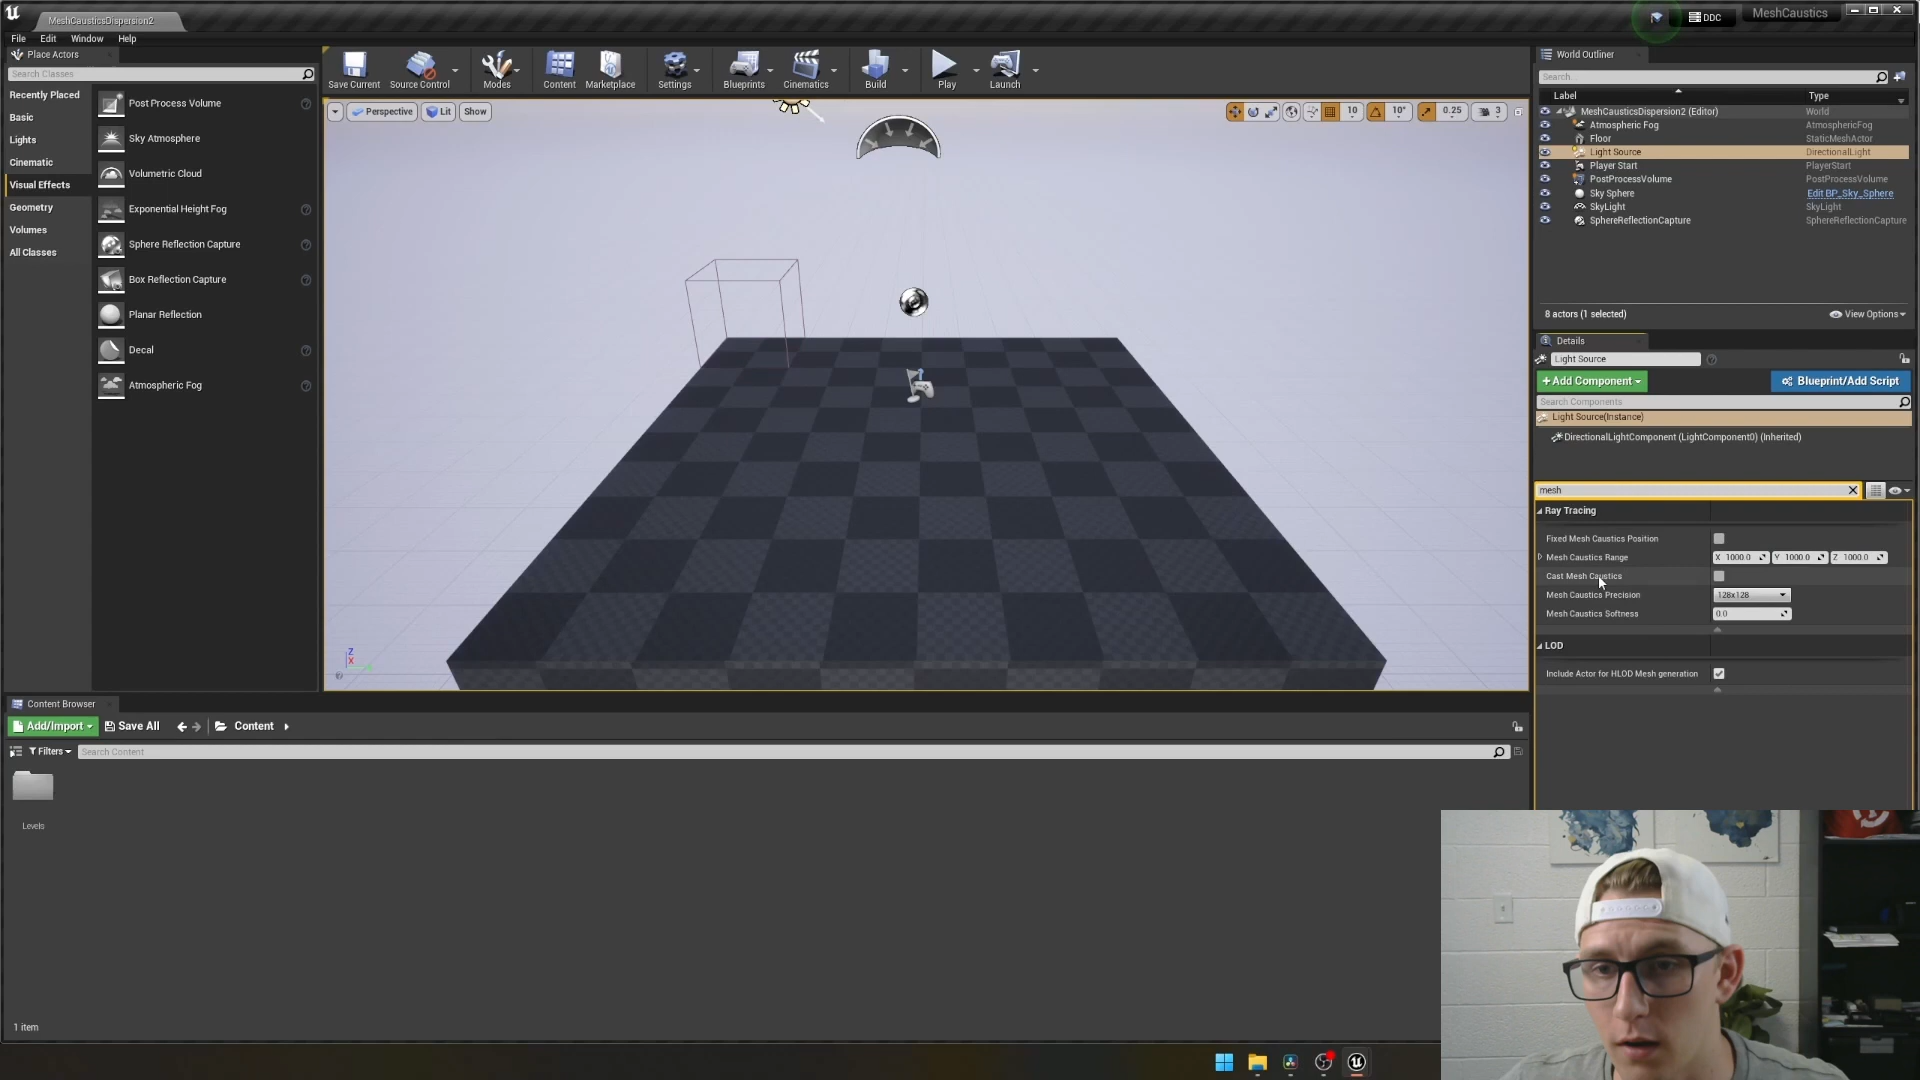 MeshCausticsDispersion2
DDC
MeshCaustics
File Edit Window Help
Place Actors
Search Classes
Recently Placed
Basic
Lights
Cinematic
Visual Effects
Geometry
Volumes
All Classes
Post Process Volume
Sky Atmosphere
Volumetric Cloud
Exponential Height Fog
Sphere Reflection Capture
Box Reflection Capture
Planar Reflection
Decal
Atmospheric Fog
Save Current
Source Control
Modes
Content
Marketplace
Settings
Blueprints
Cinematics
Build
Play
Launch
Perspective
Lit
Show
10
10°
0.25
3
Z
X
World Outliner
Search...
Label Type
MeshCausticsDispersion2 (Editor) World
Atmospheric Fog AtmosphericFog
Floor StaticMeshActor
Light Source DirectionalLight
Player Start PlayerStart
PostProcessVolume PostProcessVolume
Sky Sphere Edit BP_Sky_Sphere
SkyLight SkyLight
SphereReflectionCapture SphereReflectionCapture
8 actors (1 selected) View Options
Details
Light Source
+Add Component
Blueprint/Add Script
Search Components
Light Source(Instance)
DirectionalLightComponent (LightComponent0) (Inherited)
mesh
Ray Tracing
Fixed Mesh Caustics Position
Mesh Caustics Range X 1000.0 Y 1000.0 Z 1000.0
Cast Mesh Caustics
Mesh Caustics Precision 128x128
Mesh Caustics Softness 0.0
LOD
Include Actor for HLOD Mesh generation
Content Browser
Add/Import Save All Content
Filters Search Content
Levels
1 item